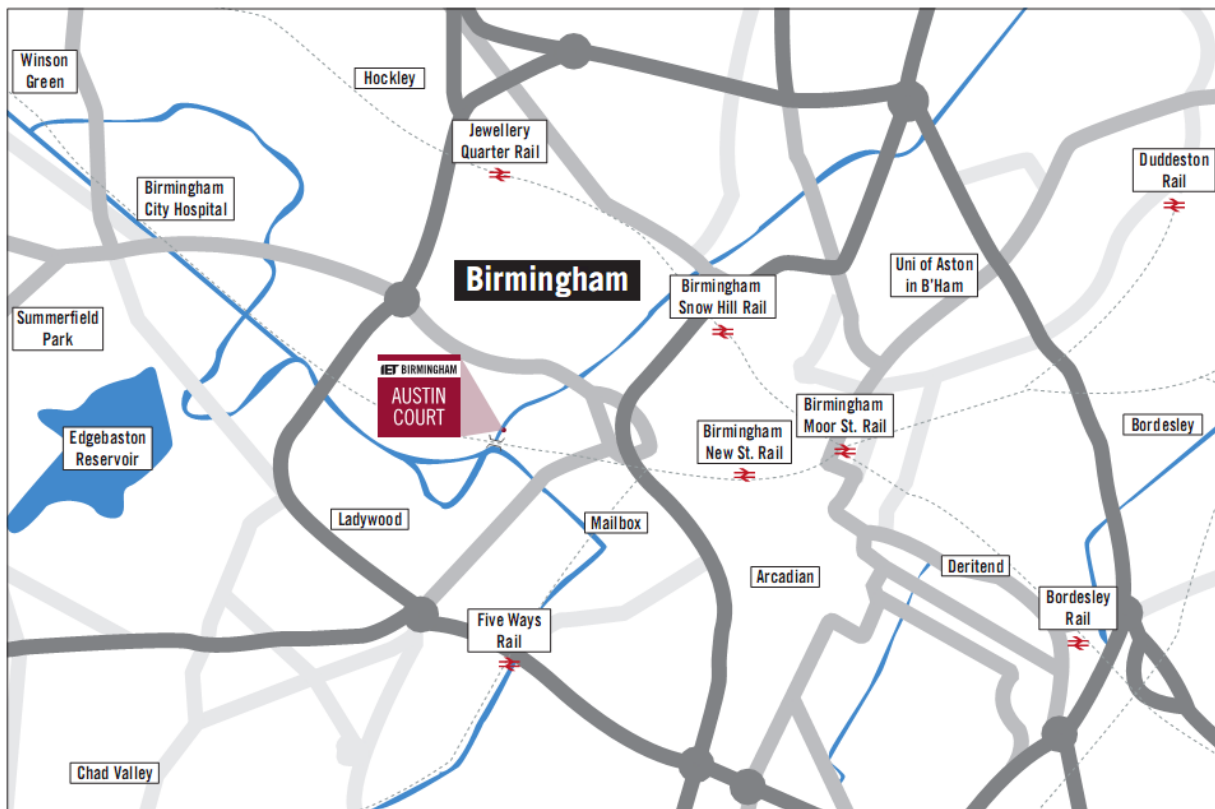 Winson
Green
Hockley
Jewellery
Quarter Rail
Duddeston
Rail
Birmingham
City Hospital
Birmingham
Uni of Aston
in B'Ham
Birmingham
Snow Hill Rail
Summerfield
Park
IET BIRMINGHAM
AUSTIN
COURT
Birmingham
Moor St. Rail
Bordesley
Edgebaston
Reservoir
Birmingham
New St. Rail
Ladywood
Mailbox
Arcadian
Deritend
Bordesley
Rail
Five Ways
Rail
Chad Valley